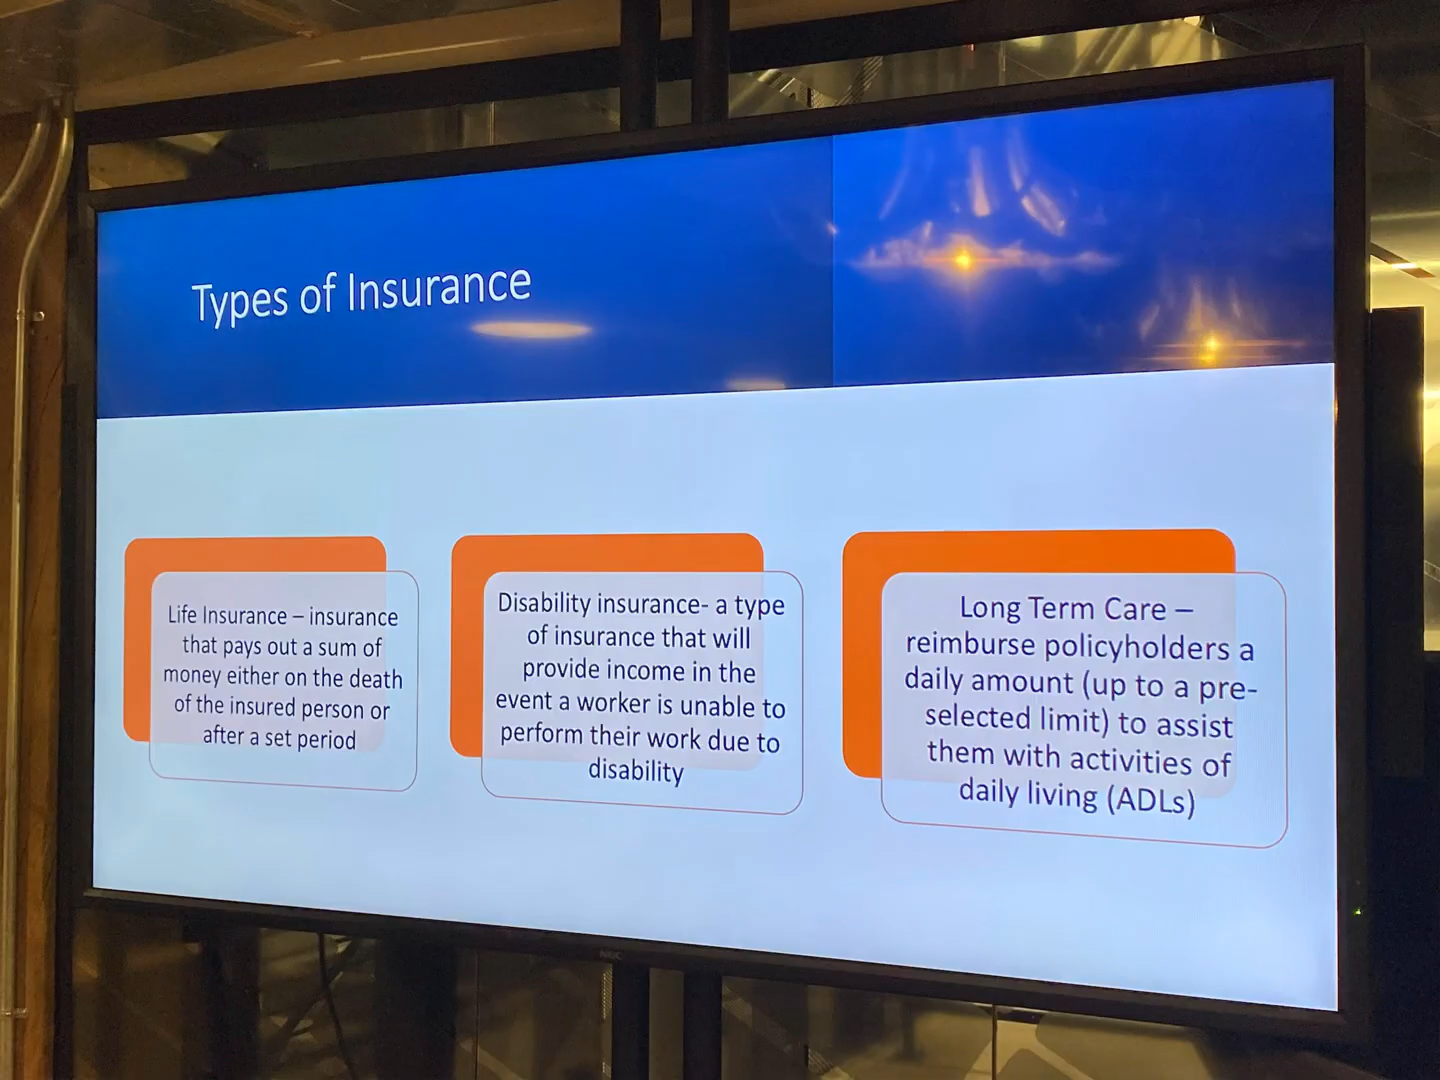 Types of Insurance
Life Insurance – insurance
that pays out a sum of
money either on the death
of the insured person or
after a set period
Disability insurance- a type
of insurance that will
provide income in the
event a worker is unable to
perform their work due to
disability
Long Term Care –
reimburse policyholders a
daily amount (up to a pre-
selected limit) to assist
them with activities of
daily living (ADLs)